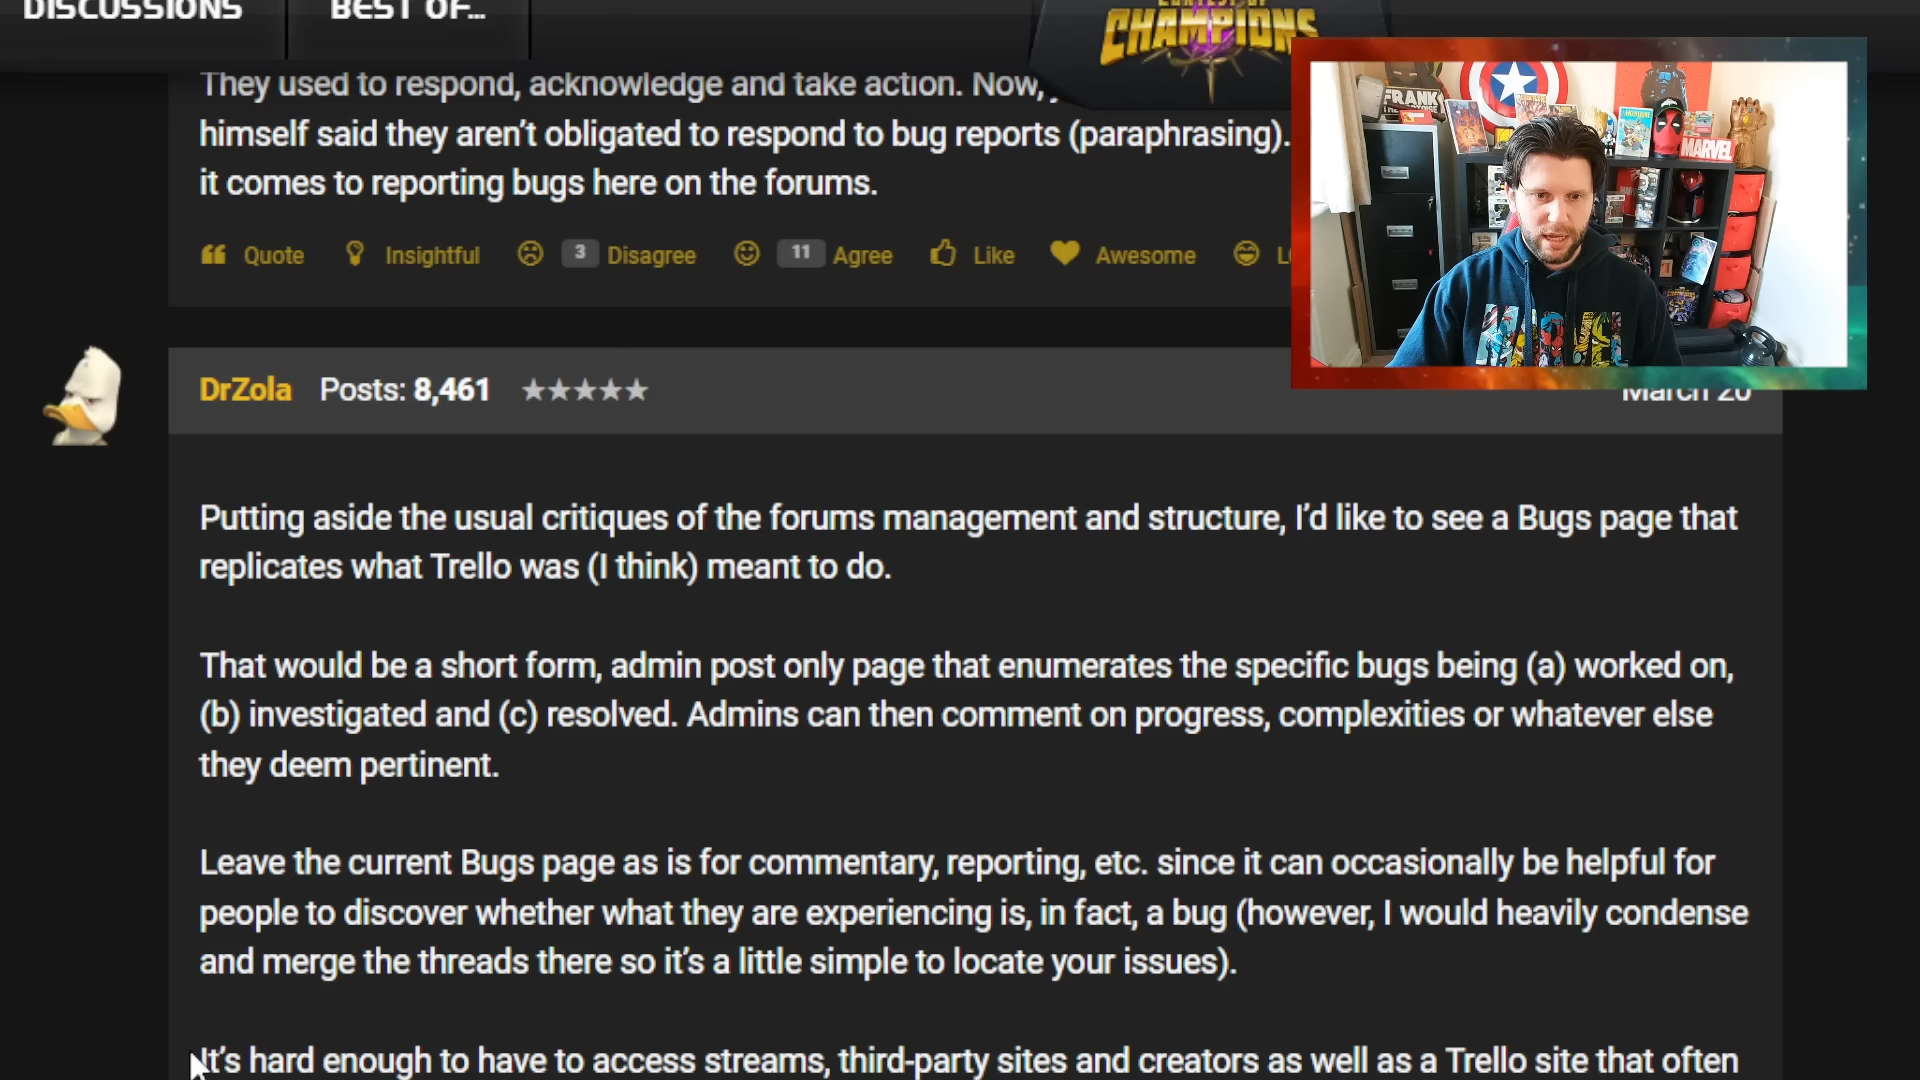 DISCUSSIONS
BEST OF...
CONTEST OF
CHAMPIONS
They used to respond, acknowledge and take action. Now,
himself said they aren’t obligated to respond to bug reports (paraphrasing).
it comes to reporting bugs here on the forums.
Quote Insightful 3 Disagree 11 Agree Like Awesome
FRANK
MARVEL
DrZola Posts: 8,461 March 20
Putting aside the usual critiques of the forums management and structure, I’d like to see a Bugs page that
replicates what Trello was (I think) meant to do.
That would be a short form, admin post only page that enumerates the specific bugs being (a) worked on,
(b) investigated and (c) resolved. Admins can then comment on progress, complexities or whatever else
they deem pertinent.
Leave the current Bugs page as is for commentary, reporting, etc. since it can occasionally be helpful for
people to discover whether what they are experiencing is, in fact, a bug (however, I would heavily condense
and merge the threads there so it’s a little simple to locate your issues).
It’s hard enough to have to access streams, third-party sites and creators as well as a Trello site that often